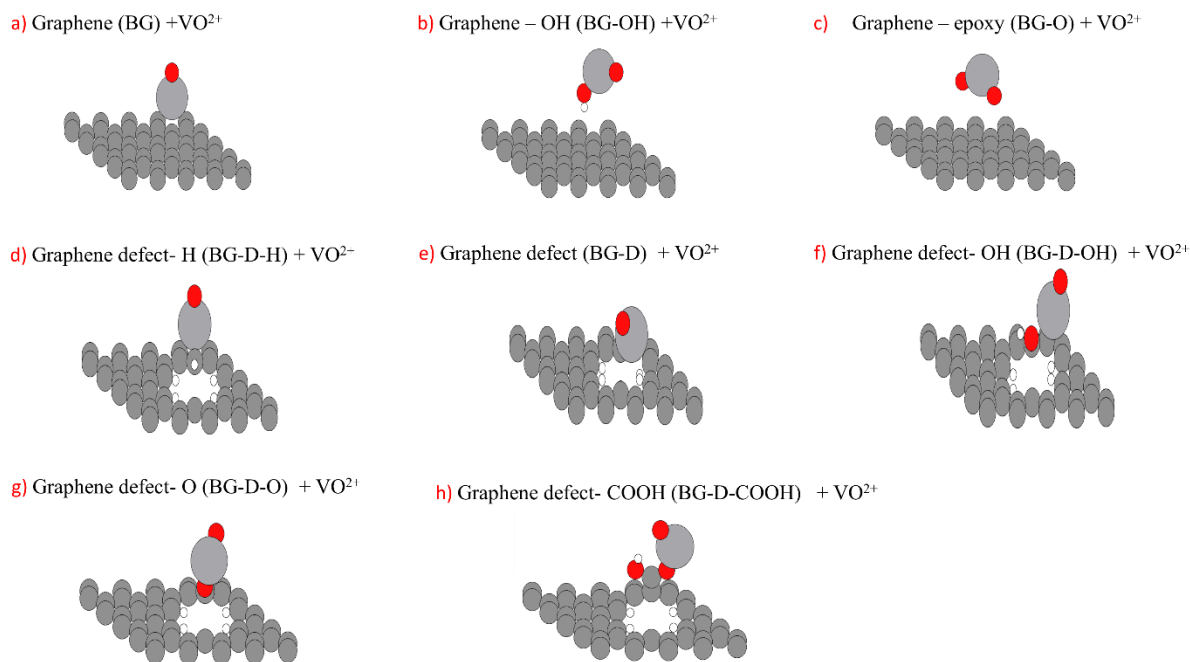 a) Graphene (BG) +VO²⁺
b) Graphene – OH (BG-OH) +VO²⁺
c) Graphene – epoxy (BG-O) + VO²⁺
d) Graphene defect- H (BG-D-H) + VO²⁺
e) Graphene defect (BG-D) + VO²⁺
f) Graphene defect- OH (BG-D-OH) + VO²⁺
g) Graphene defect- O (BG-D-O) + VO²⁺
h) Graphene defect- COOH (BG-D-COOH) + VO²⁺